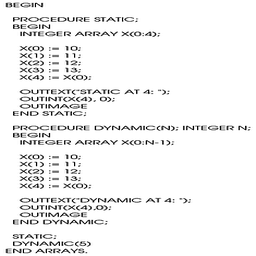 BEGIN
PROCEDURE STATIC;
BEGIN
INTEGER ARRAY X(0:4);
X(0) := 10;
X(1) := 11;
X(2) := 12;
X(3) := 13;
X(4) := X(0);
OUTTEXT("STATIC AT 4: ");
OUTINT(X(4), 0);
OUTIMAGE
END STATIC;
PROCEDURE DYNAMIC(N); INTEGER N;
BEGIN
INTEGER ARRAY X(0:N-1);
X(0) := 10;
X(1) := 11;
X(2) := 12;
X(3) := 13;
X(4) := X(0);
OUTTEXT("DYNAMIC AT 4: ");
OUTINT(X(4),0);
OUTIMAGE
END DYNAMIC;
STATIC;
DYNAMIC(5)
END ARRAYS.